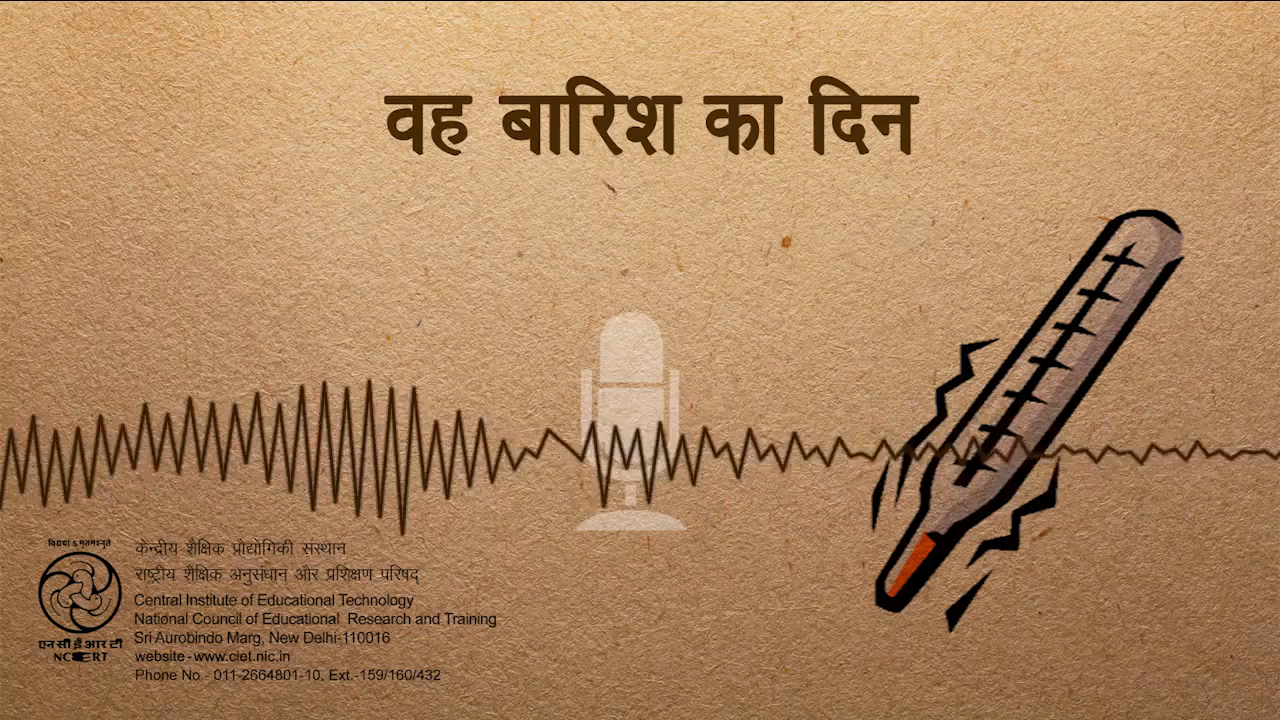 वह बारिश का दिन
विद्यया ऽ मृतमश्नुते
एन सी ई आर टी
NCERT
केन्द्रीय शैक्षिक प्रौद्योगिकी संस्थान
राष्ट्रीय शैक्षिक अनुसंधान और प्रशिक्षण परिषद्
Central Institute of Educational Technology
National Council of Educational Research and Training
Sri Aurobindo Marg, New Delhi-110016
website - www.ciet.nic.in
Phone No - 011-2664801-10, Ext.-159/160/432